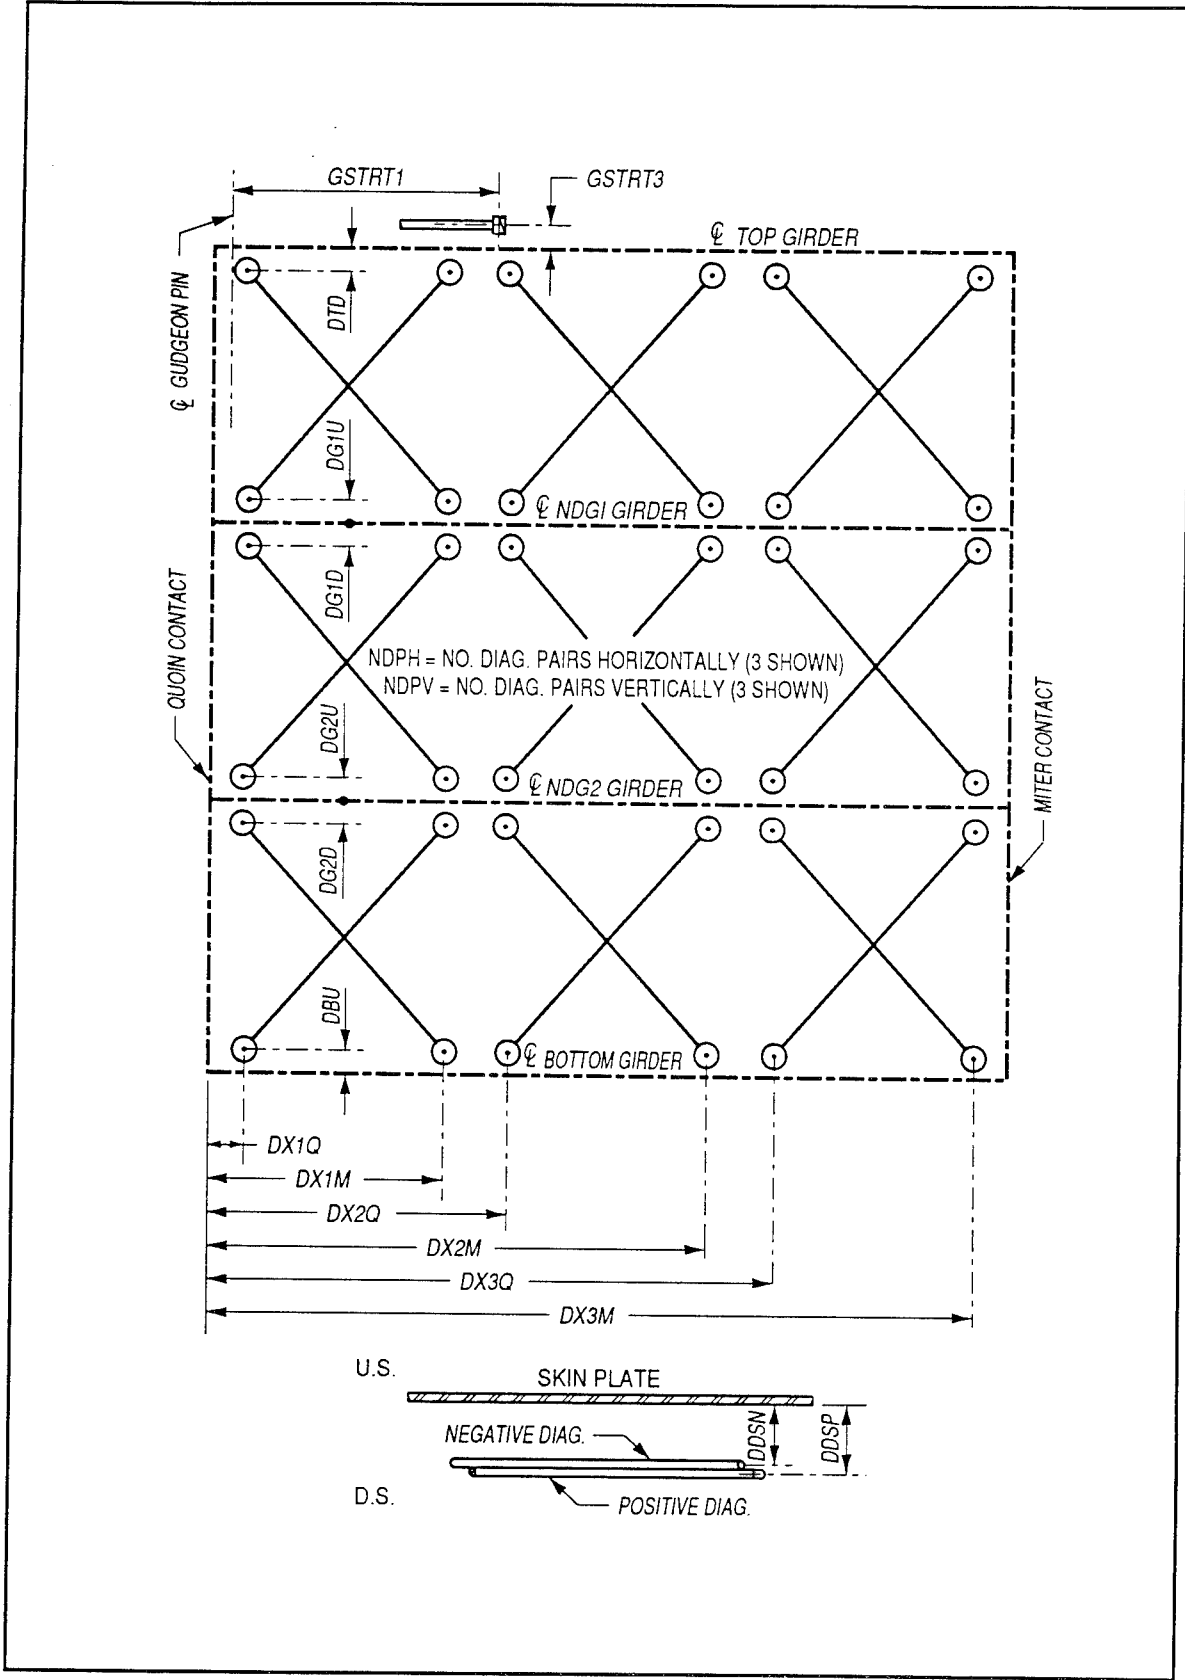 GSTRT1
GSTRT3
℄ TOP GIRDER
℄ GUDGEON PIN
DTD
DG1U
℄ NDG1 GIRDER
DG1D
QUOIN CONTACT
NDPH = NO. DIAG. PAIRS HORIZONTALLY (3 SHOWN)
NDPV = NO. DIAG. PAIRS VERTICALLY (3 SHOWN)
DG2U
℄ NDG2 GIRDER
MITER CONTACT
DG2D
DBU
℄ BOTTOM GIRDER
DX1Q
DX1M
DX2Q
DX2M
DX3Q
DX3M
U.S.
SKIN PLATE
NEGATIVE DIAG.
DDSN
DDSP
D.S.
POSITIVE DIAG.